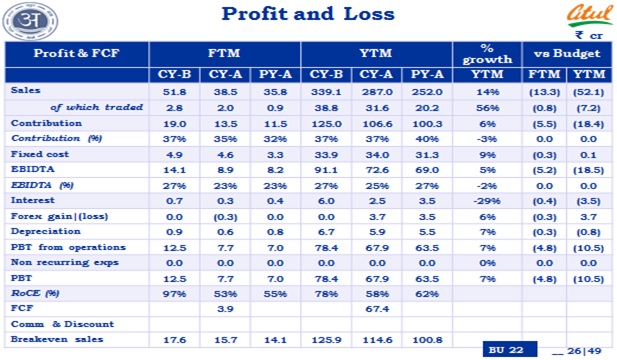 Profit and Loss
अ
Atul
₹ cr
Profit & FCF FTM YTM % growth vs Budget
CY-B CY-A PY-A CY-B CY-A PY-A YTM FTM YTM
Sales 51.8 38.5 35.8 339.1 287.0 252.0 14% (13.3) (52.1)
of which traded 2.8 2.0 0.9 38.8 31.6 20.2 56% (0.8) (7.2)
Contribution 19.0 13.5 11.5 125.0 106.6 100.3 6% (5.5) (18.4)
Contribution (%) 37% 35% 32% 37% 37% 40% -3% 0.0 0.0
Fixed cost 4.9 4.6 3.3 33.9 34.0 31.3 9% (0.3) 0.1
EBIDTA 14.1 8.9 8.2 91.1 72.6 69.0 5% (5.2) (18.5)
EBIDTA (%) 27% 23% 23% 27% 25% 27% -2% 0.0 0.0
Interest 0.7 0.3 0.4 6.0 2.5 3.5 -29% (0.4) (3.5)
Forex gain|(loss) 0.0 (0.3) 0.0 0.0 3.7 3.5 6% (0.3) 3.7
Depreciation 0.9 0.6 0.8 6.7 5.9 5.5 7% (0.3) (0.8)
PBT from operations 12.5 7.7 7.0 78.4 67.9 63.5 7% (4.8) (10.5)
Non recurring exps 0.0 0.0 0.0 0.0 0.0 0.0 0% 0.0 0.0
PBT 12.5 7.7 7.0 78.4 67.9 63.5 7% (4.8) (10.5)
RoCE (%) 97% 53% 55% 78% 58% 62%
FCF 3.9 67.4
Comm & Discount
Breakeven sales 17.6 15.7 14.1 125.9 114.6 100.8
BU 22 __ 26|49